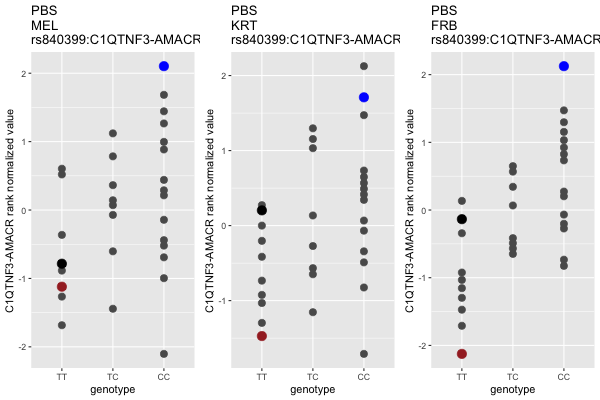 PBS
MEL
rs840399:C1QTNF3-AMACR
C1QTNF3-AMACR rank normalized value
2
1
0
-1
-2
TT TC CC
genotype
PBS
KRT
rs840399:C1QTNF3-AMACR
C1QTNF3-AMACR rank normalized value
2
1
0
-1
TT TC CC
genotype
PBS
FRB
rs840399:C1QTNF3-AMACR
C1QTNF3-AMACR rank normalized value
2
1
0
-1
-2
TT TC CC
genotype